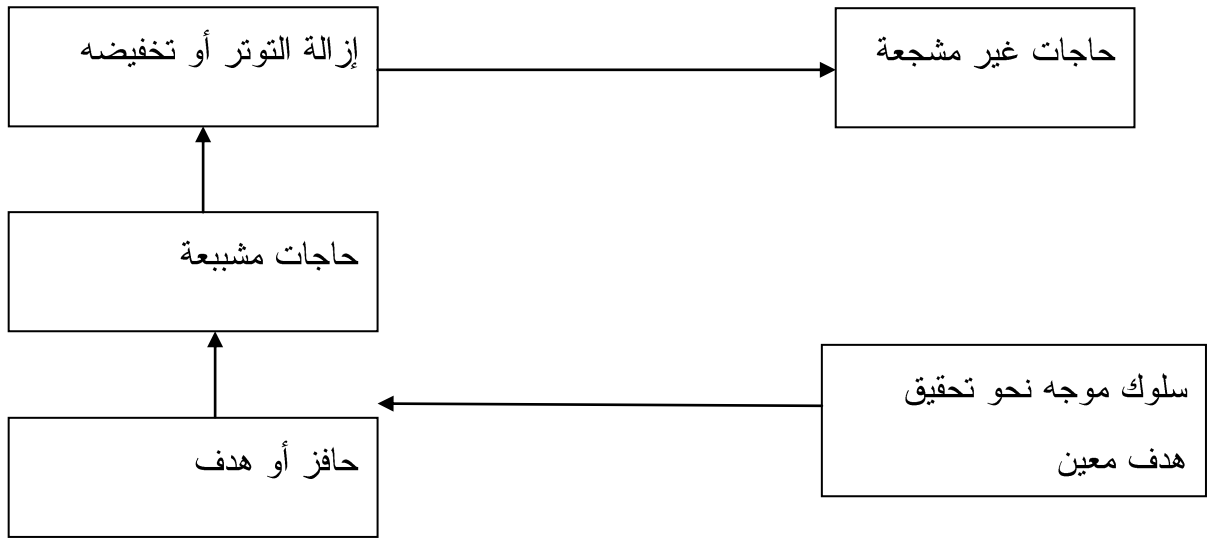 حاجات غير مشجعة
إزالة التوتر أو تخفيضه
حاجات مشببعة
سلوك موجه نحو تحقيق
هدف معين
حافز أو هدف